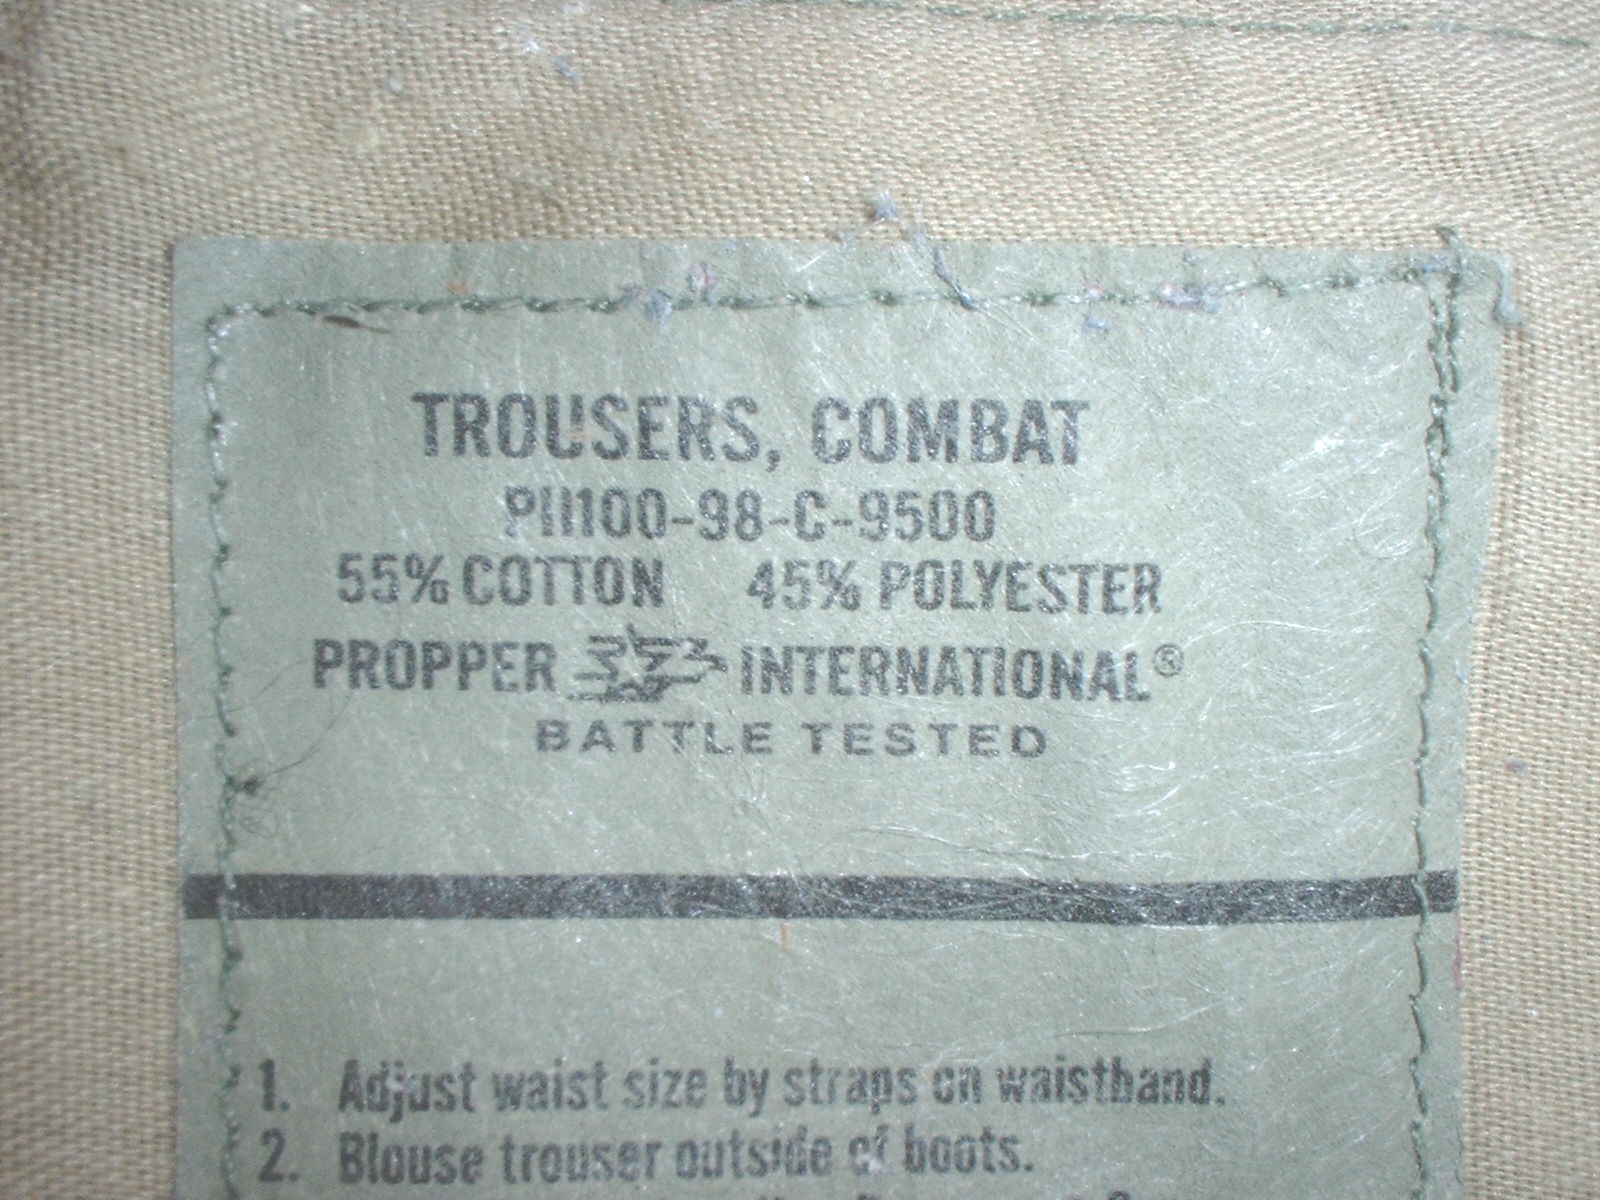 TROUSERS, COMBAT
PII100-98-C-9500
55% COTTON 45% POLYESTER
PROPPER INTERNATIONAL®
BATTLE TESTED
1. Adjust waist size by straps on waistband.
2. Blouse trouser outside of boots.